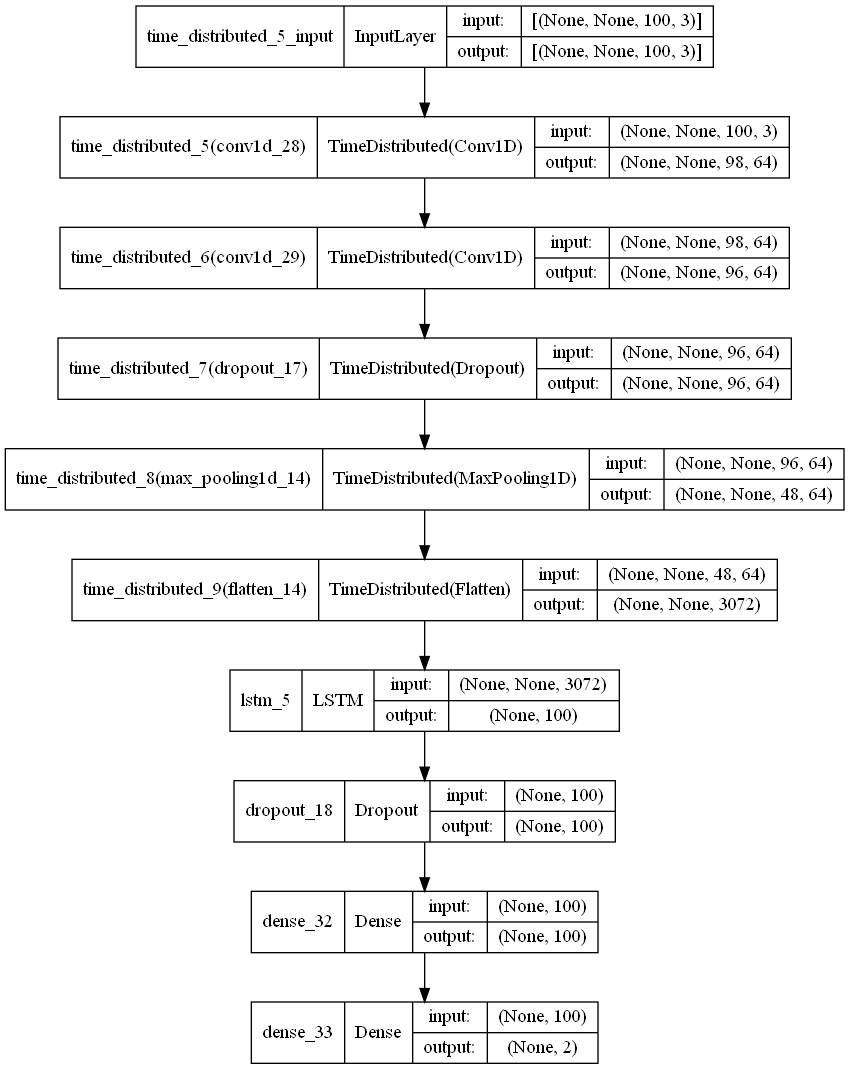 time_distributed_5_input InputLayer input: [(None, None, 100, 3)]
output: [(None, None, 100, 3)]
time_distributed_5(conv1d_28) TimeDistributed(Conv1D) input: (None, None, 100, 3)
output: (None, None, 98, 64)
time_distributed_6(conv1d_29) TimeDistributed(Conv1D) input: (None, None, 98, 64)
output: (None, None, 96, 64)
time_distributed_7(dropout_17) TimeDistributed(Dropout) input: (None, None, 96, 64)
output: (None, None, 96, 64)
time_distributed_8(max_pooling1d_14) TimeDistributed(MaxPooling1D) input: (None, None, 96, 64)
output: (None, None, 48, 64)
time_distributed_9(flatten_14) TimeDistributed(Flatten) input: (None, None, 48, 64)
output: (None, None, 3072)
lstm_5 LSTM input: (None, None, 3072)
output: (None, 100)
dropout_18 Dropout input: (None, 100)
output: (None, 100)
dense_32 Dense input: (None, 100)
output: (None, 100)
dense_33 Dense input: (None, 100)
output: (None, 2)